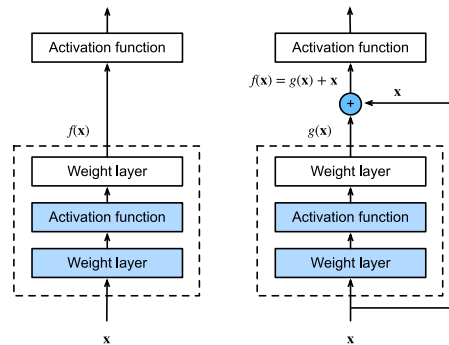 Activation function
f(x)
Weight layer
Activation function
Weight layer
x
Activation function
f(x) = g(x) + x
+
x
g(x)
Weight layer
Activation function
Weight layer
x